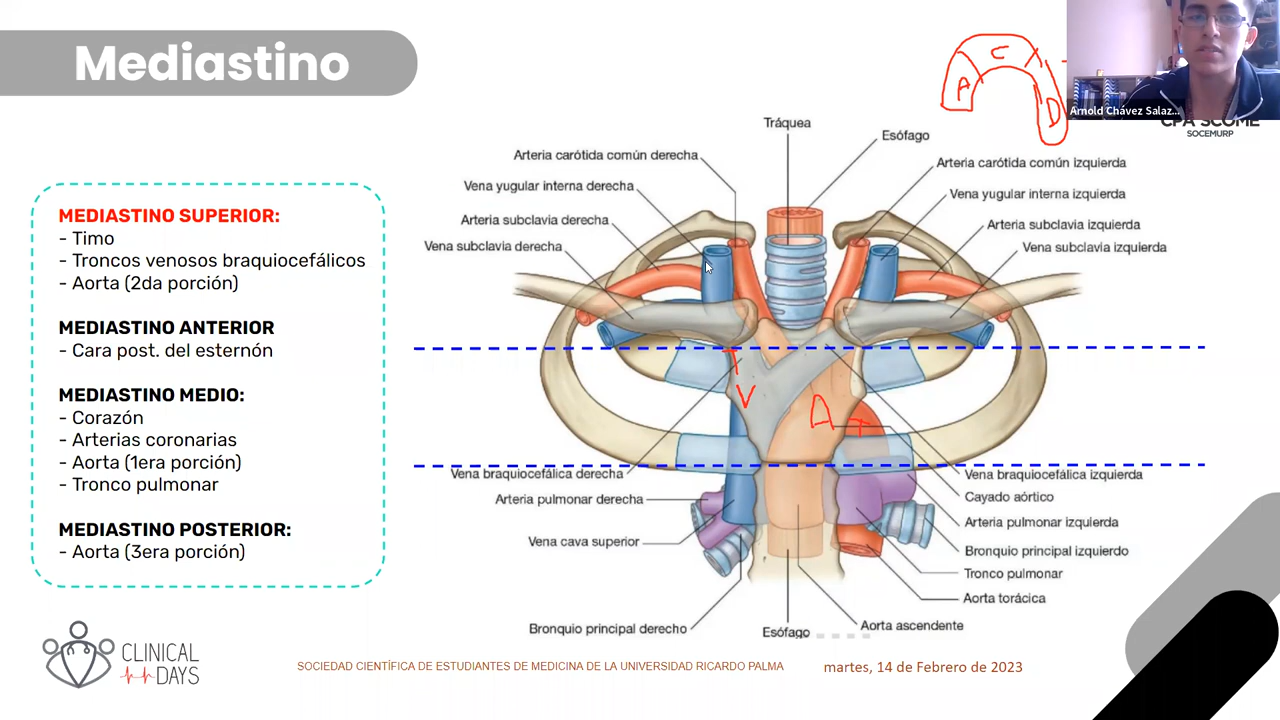 Mediastino
C
A
D
Arnold Chávez Salaz...
CPA SCOME
SOCEMURP
MEDIASTINO SUPERIOR:
- Timo
- Troncos venosos braquiocefálicos
- Aorta (2da porción)
MEDIASTINO ANTERIOR
- Cara post. del esternón
MEDIASTINO MEDIO:
- Corazón
- Arterias coronarias
- Aorta (1era porción)
- Tronco pulmonar
MEDIASTINO POSTERIOR:
- Aorta (3era porción)
Tráquea
Esófago
Arteria carótida común derecha
Vena yugular interna derecha
Arteria subclavia derecha
Vena subclavia derecha
Arteria carótida común izquierda
Vena yugular interna izquierda
Arteria subclavia izquierda
Vena subclavia izquierda
T
V
A
Vena braquiocefálica derecha
Arteria pulmonar derecha
Vena cava superior
Bronquio principal derecho
Esófago
Aorta ascendente
Vena braquiocefálica izquierda
Cayado aórtico
Arteria pulmonar izquierda
Bronquio principal izquierdo
Tronco pulmonar
Aorta torácica
CLINICAL
DAYS
SOCIEDAD CIENTÍFICA DE ESTUDIANTES DE MEDICINA DE LA UNIVERSIDAD RICARDO PALMA
martes, 14 de Febrero de 2023